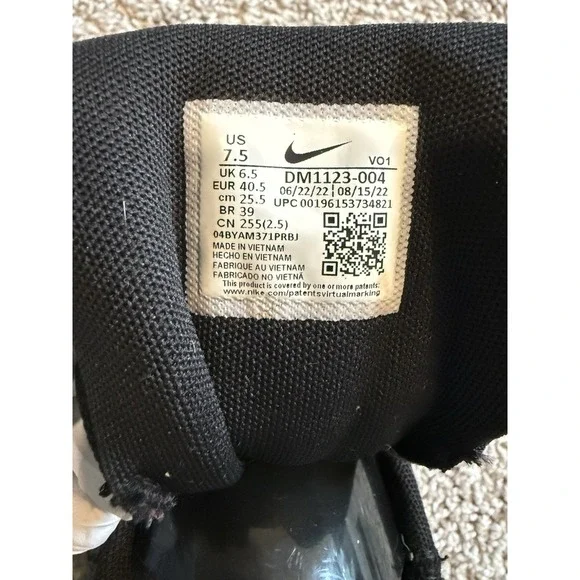 US
7.5
VO1
UK 6.5
DM1123-004
EUR 40.5
06/22/22 08/15/22
cm 25.5
UPC 00196153734821
BR 39
CN 255(2.5)
04BYAM371PRBJ
MADE IN VIETNAM
HECHO EN VIETNAM
FABRIQUE AU VIETNAM
FABRICADO NO VIETNÃ
This product is covered by one or more patents:
www.nike.com/patentsvirtualmarking